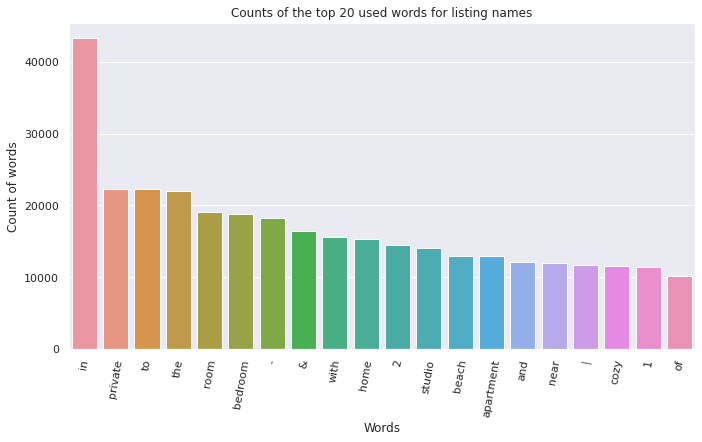 Counts of the top 20 used words for listing names
Count of words
40000
30000
20000
10000
0
in
private
to
the
room
bedroom
-
&
with
home
2
studio
beach
apartment
and
near
|
cozy
1
of
Words